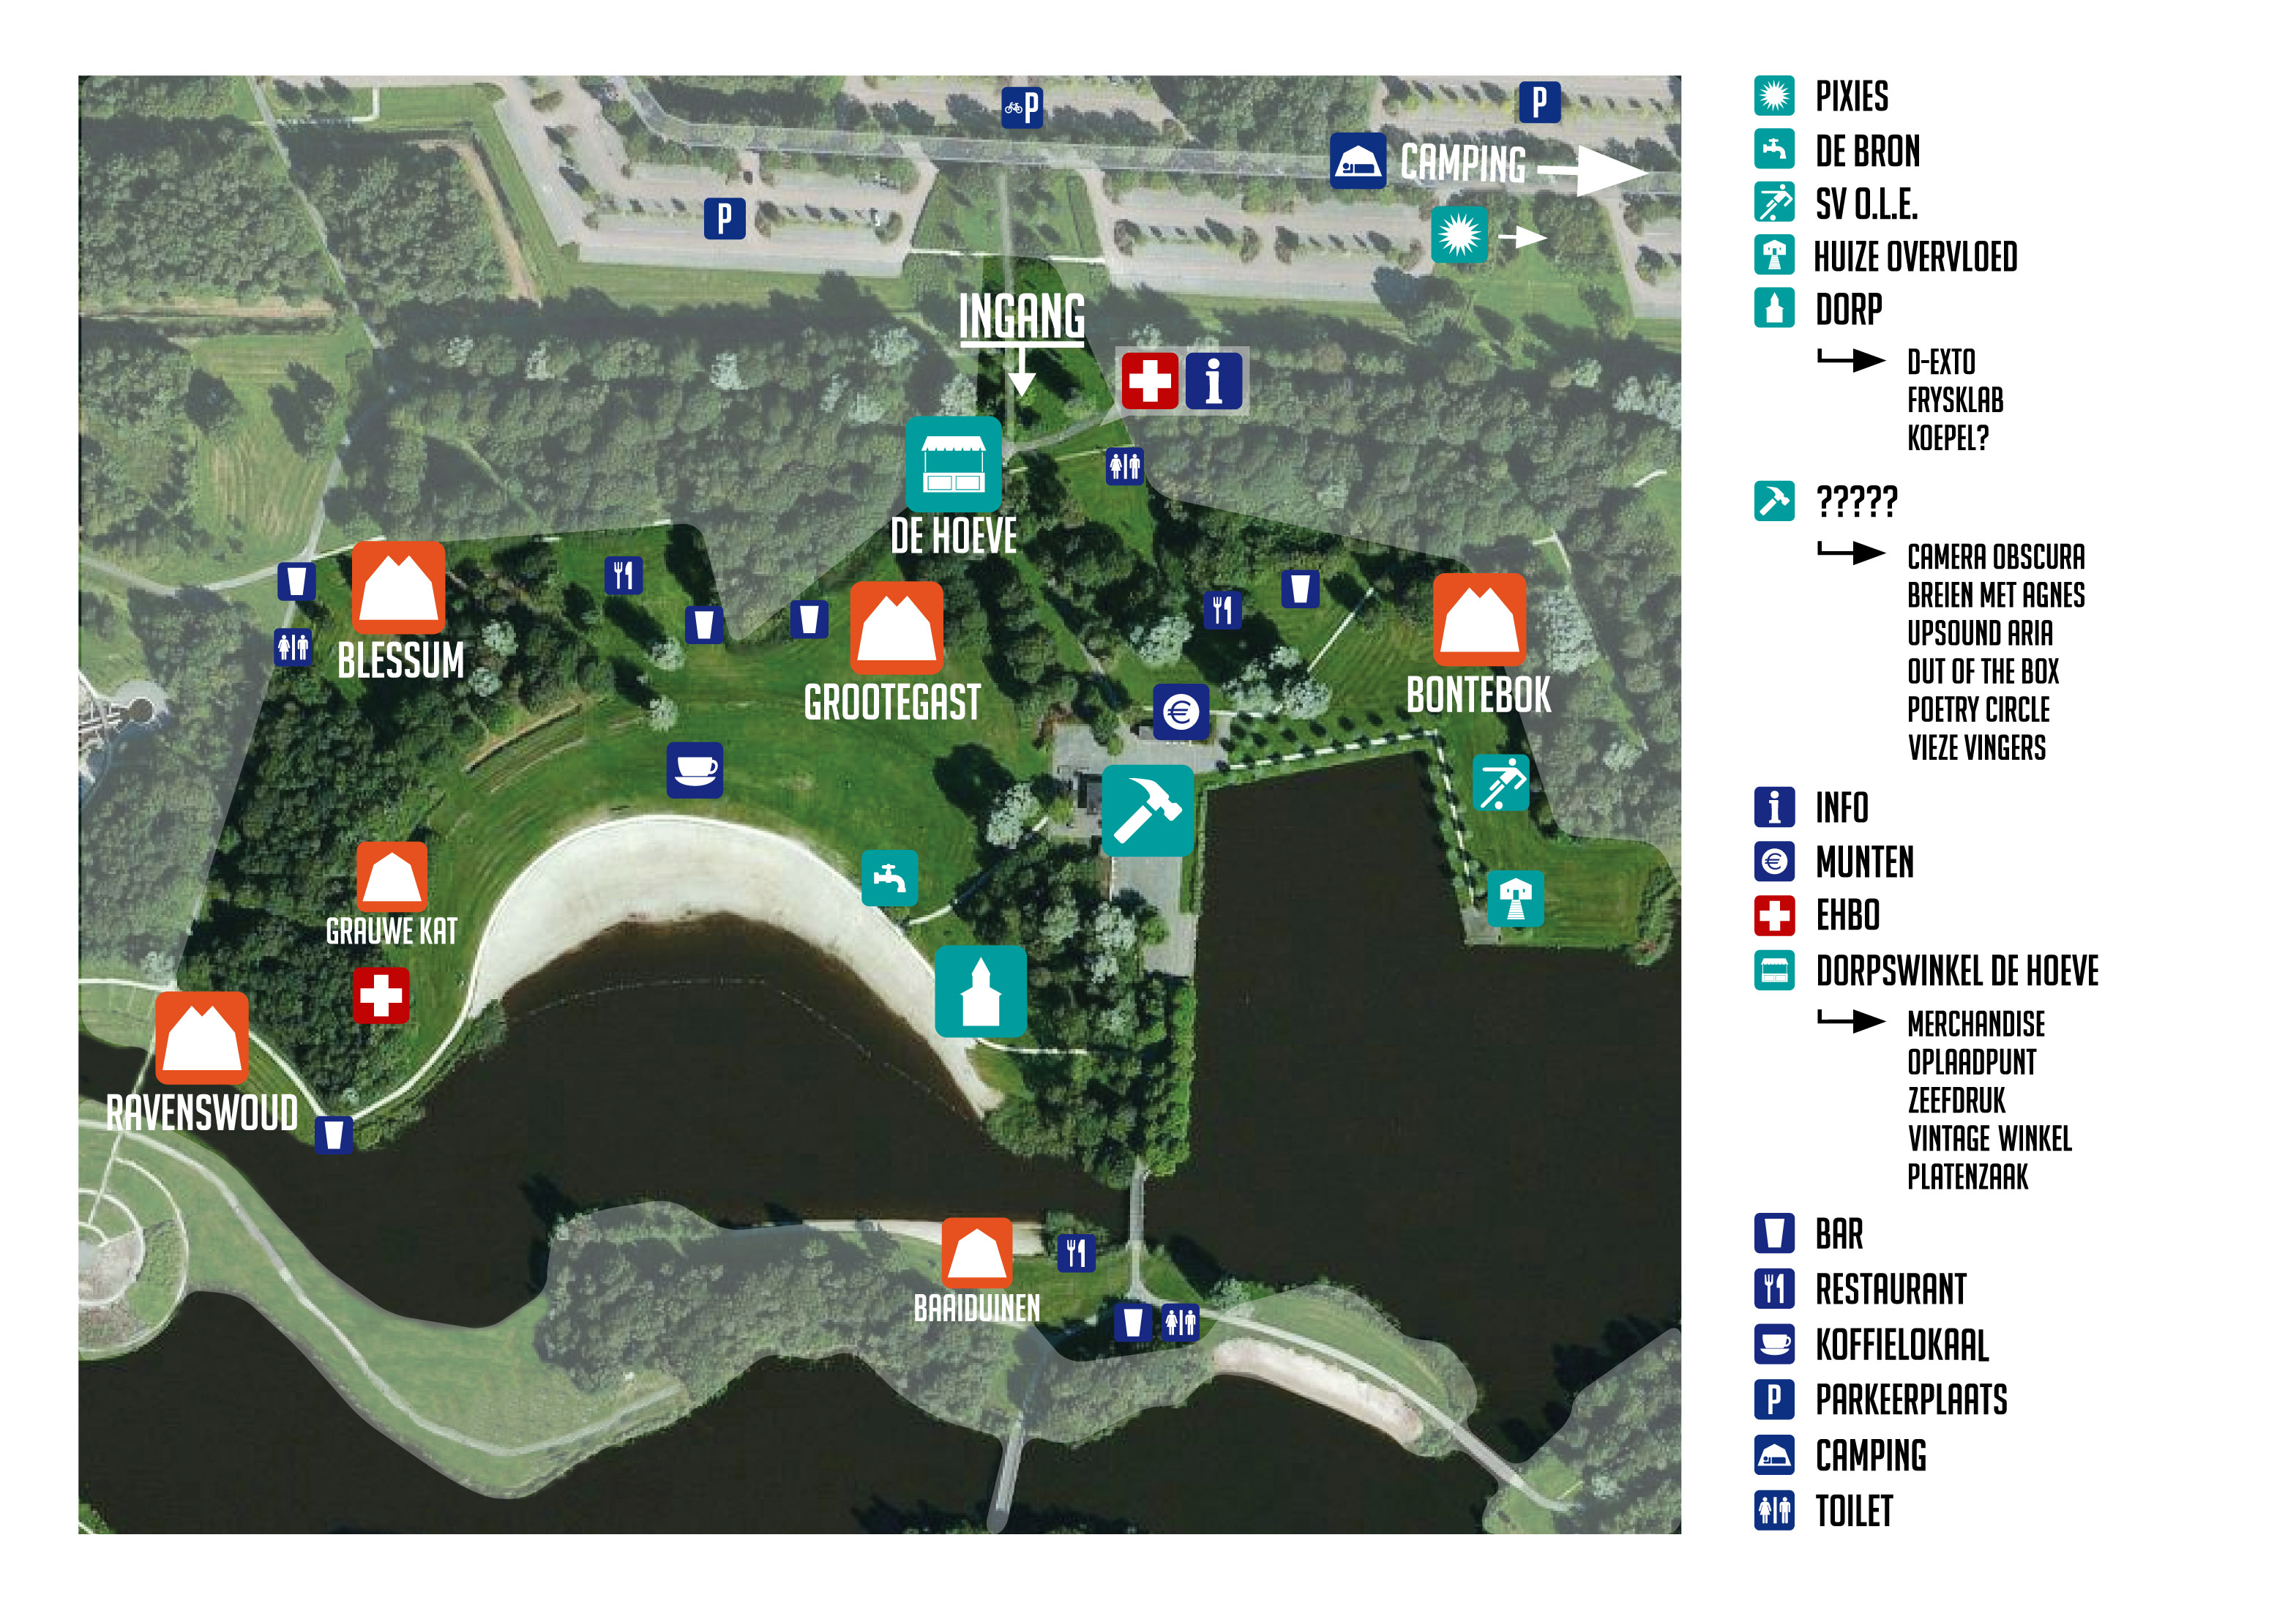 P
P
CAMPING
P
INGANG
i
DE HOEVE
BLESSUM
GROOTEGAST
BONTEBOK
€
GRAUWE KAT
RAVENSWOUD
BAAIDUINEN
PIXIES
DE BRON
SV O.L.E.
HUIZE OVERVLOED
DORP
D-EXTO
FRYSKLAB
KOEPEL?
?????
CAMERA OBSCURA
BREIEN MET AGNES
UPSOUND ARIA
OUT OF THE BOX
POETRY CIRCLE
VIEZE VINGERS
i INFO
€ MUNTEN
EHBO
DORPSWINKEL DE HOEVE
MERCHANDISE
OPLAADPUNT
ZEEFDRUK
VINTAGE WINKEL
PLATENZAAK
BAR
RESTAURANT
KOFFIELOKAAL
P PARKEERPLAATS
CAMPING
TOILET